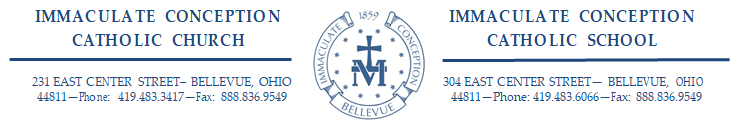 IMMACULATE CONCEPTION
CATHOLIC CHURCH
231 EAST CENTER STREET– BELLEVUE, OHIO
44811—Phone: 419.483.3417—Fax: 888.836.9549
1859
IMMACULATE
CONCEPTION
BELLEVUE
IMMACULATE CONCEPTION
CATHOLIC SCHOOL
304 EAST CENTER STREET— BELLEVUE, OHIO
44811—Phone: 419.483.6066—Fax: 888.836.9549